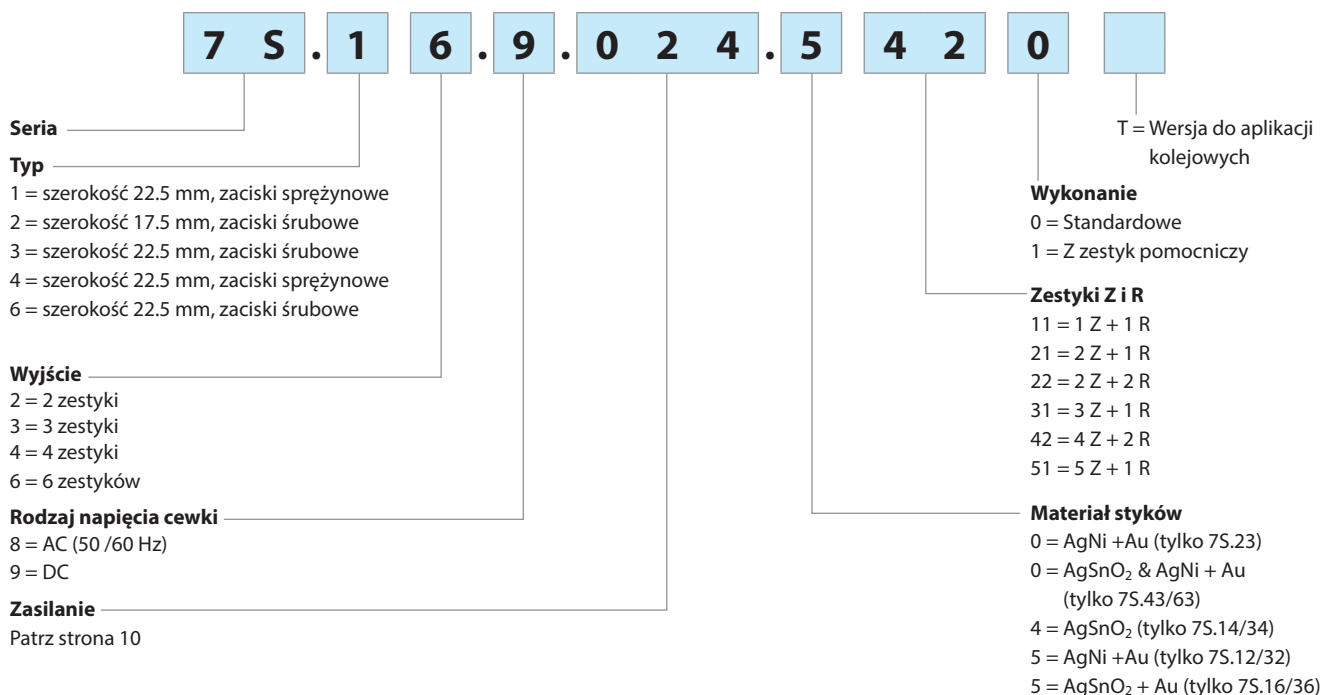 7 S . 1 6 . 9 . 0 2 4 . 5 4 2 0
Seria
Typ
1 = szerokość 22.5 mm, zaciski sprężynowe
2 = szerokość 17.5 mm, zaciski śrubowe
3 = szerokość 22.5 mm, zaciski śrubowe
4 = szerokość 22.5 mm, zaciski sprężynowe
6 = szerokość 22.5 mm, zaciski śrubowe
Wyjście
2 = 2 zestyki
3 = 3 zestyki
4 = 4 zestyki
6 = 6 zestyków
Rodzaj napięcia cewki
8 = AC (50 /60 Hz)
9 = DC
Zasilanie
Patrz strona 10
T = Wersja do aplikacji
kolejowych
Wykonanie
0 = Standardowe
1 = Z zestyk pomocniczy
Zestyki Z i R
11 = 1 Z + 1 R
21 = 2 Z + 1 R
22 = 2 Z + 2 R
31 = 3 Z + 1 R
42 = 4 Z + 2 R
51 = 5 Z + 1 R
Materiał styków
0 = AgNi +Au (tylko 7S.23)
0 = AgSnO₂ & AgNi + Au
(tylko 7S.43/63)
4 = AgSnO₂ (tylko 7S.14/34)
5 = AgNi +Au (tylko 7S.12/32)
5 = AgSnO₂ + Au (tylko 7S.16/36)